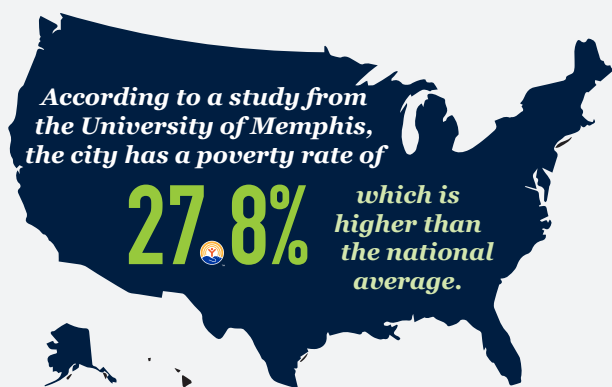 According to a study from
the University of Memphis,
the city has a poverty rate of
27.8%
which is
higher than
the national
average.